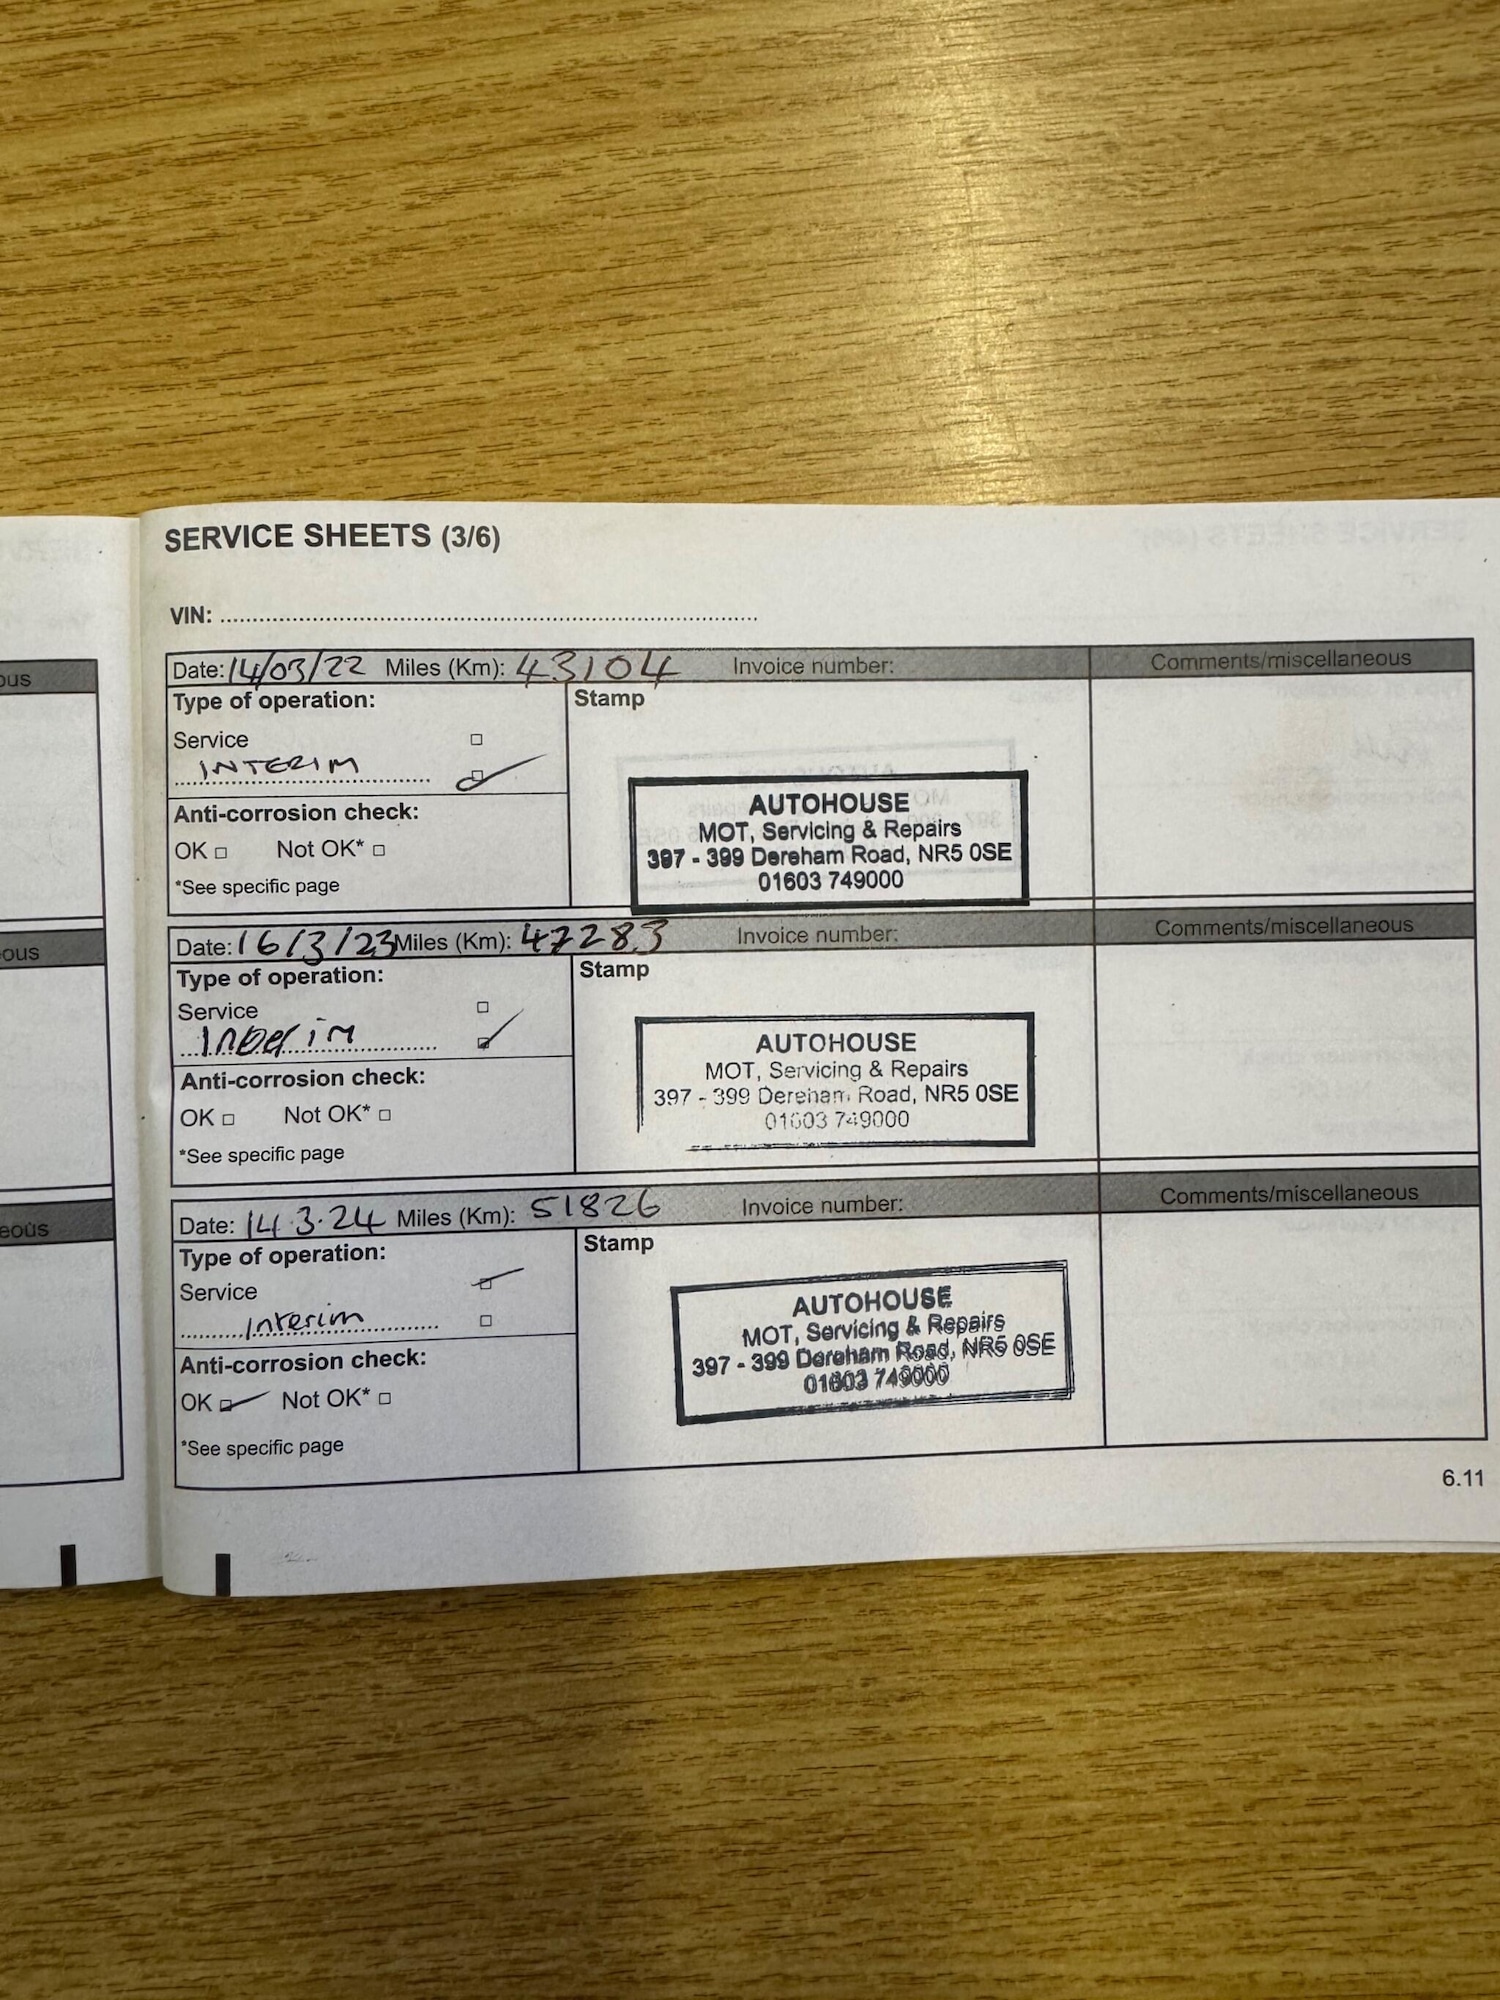 SERVICE SHEETS (3/6)
VIN:
Date: 14/03/22 Miles (Km): 43104 Invoice number: Comments/miscellaneous
Type of operation:
Stamp
Service
INTERIM
Anti-corrosion check:
OK Not OK*
*See specific page
AUTOHOUSE
MOT, Servicing & Repairs
397 - 399 Dereham Road, NR5 0SE
01603 749000
Date: 16/3/23 Miles (Km): 47283 Invoice number: Comments/miscellaneous
Type of operation:
Stamp
Service
Interim
Anti-corrosion check:
OK Not OK*
*See specific page
AUTOHOUSE
MOT, Servicing & Repairs
397 - 399 Dereham Road, NR5 0SE
01603 749000
Date: 14.3.24 Miles (Km): 51826 Invoice number: Comments/miscellaneous
Type of operation:
Stamp
Service
Interim
Anti-corrosion check:
OK Not OK*
*See specific page
AUTOHOUSE
MOT, Servicing & Repairs
397 - 399 Dereham Road, NR5 0SE
01603 749000
6.11
ous
ous
eous